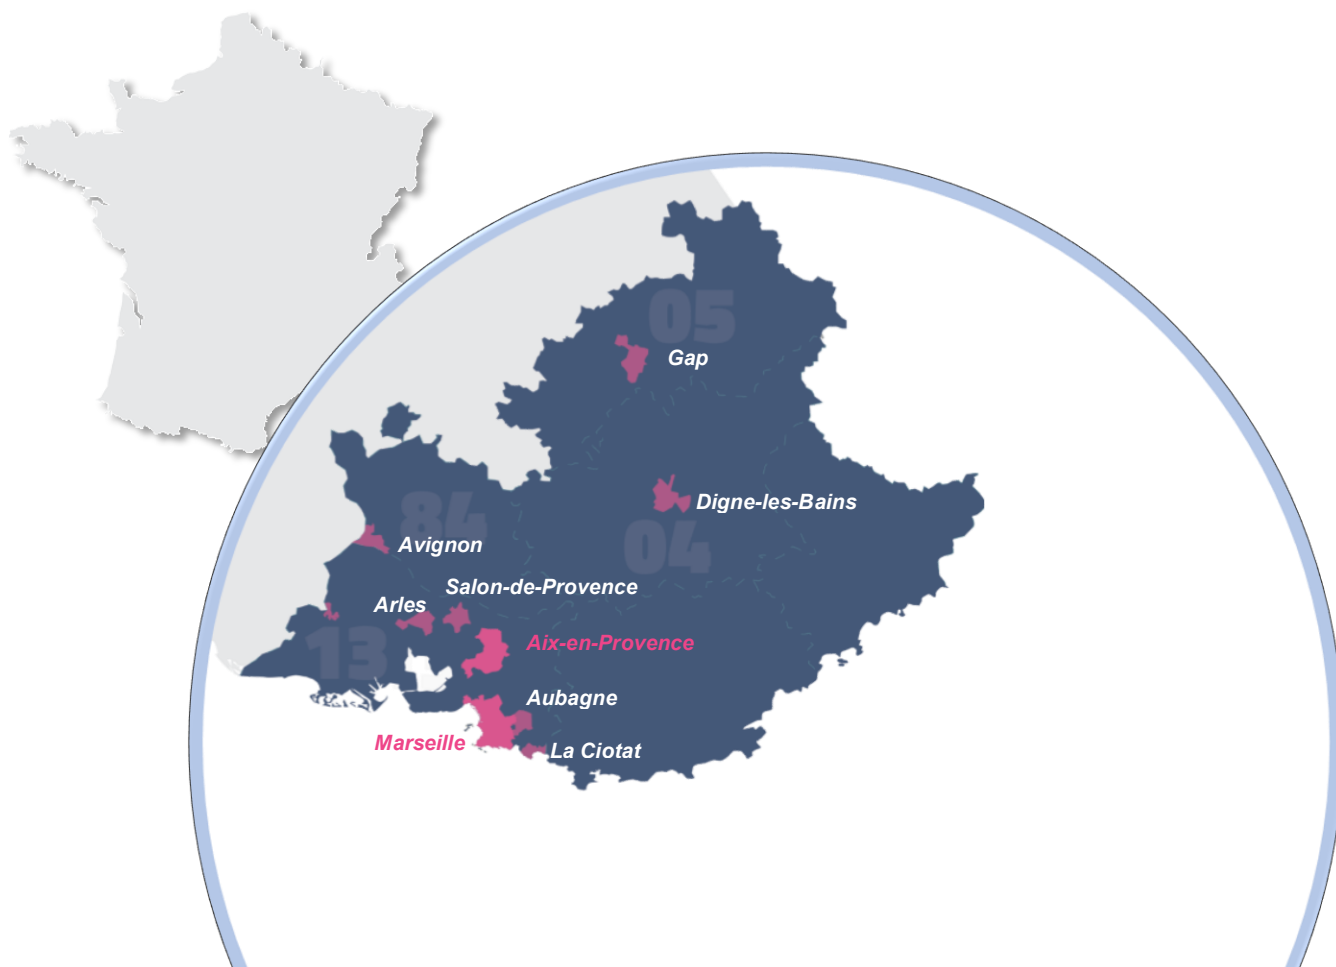 05
Gap
84
Digne-les-Bains
04
Avignon
Salon-de-Provence
Arles
13
Aix-en-Provence
Aubagne
Marseille
La Ciotat